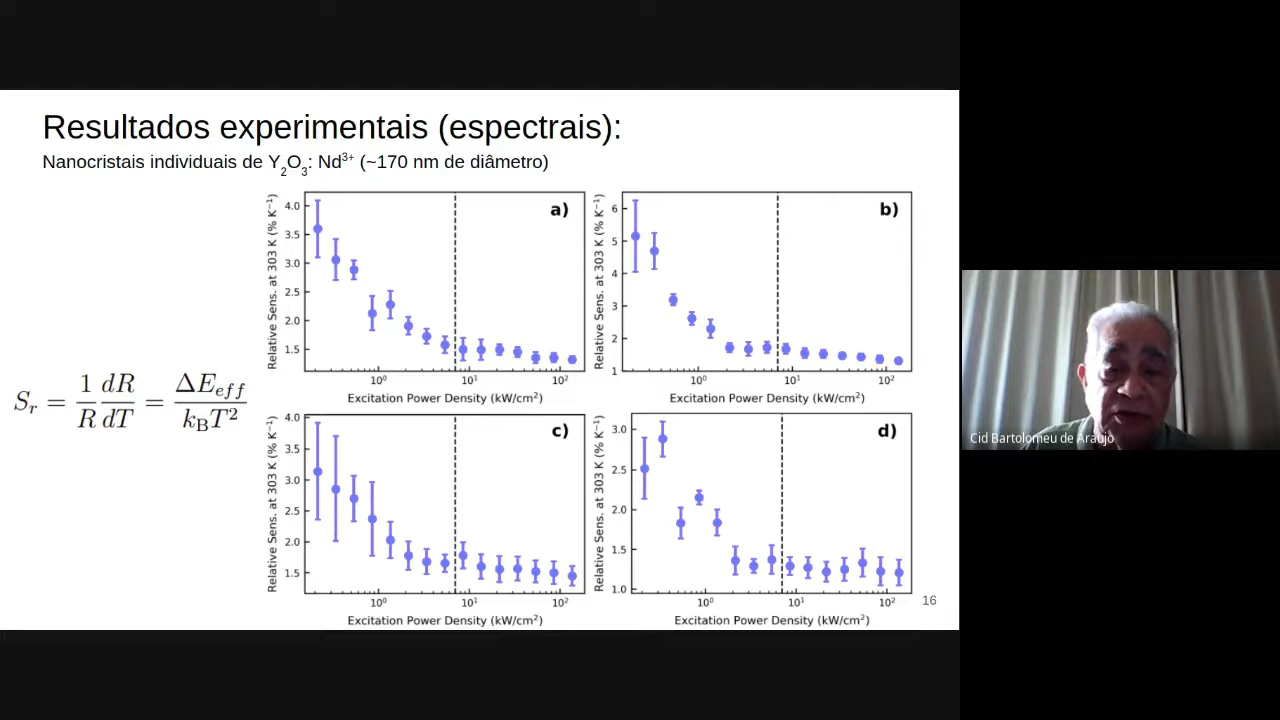 Resultados experimentais (espectrais):
Nanocristais individuais de Y2O3: Nd3+ (~170 nm de diâmetro)
Sr = 1/R dR/dT = ΔEeff/kBT²
a)
Relative Sens. at 303 K (% K−1)
4.0
3.5
3.0
2.5
2.0
1.5
10⁰ 10¹ 10²
Excitation Power Density (kW/cm²)
b)
Relative Sens. at 303 K (% K−1)
6
5
4
3
2
1
10⁰ 10¹ 10²
Excitation Power Density (kW/cm²)
c)
Relative Sens. at 303 K (% K−1)
4.0
3.5
3.0
2.5
2.0
1.5
10⁰ 10¹ 10²
Excitation Power Density (kW/cm²)
d)
Relative Sens. at 303 K (% K−1)
3.0
2.5
2.0
1.5
1.0
10⁰ 10¹ 10²
Excitation Power Density (kW/cm²)
16
Cid Bartolomeu de Araujo